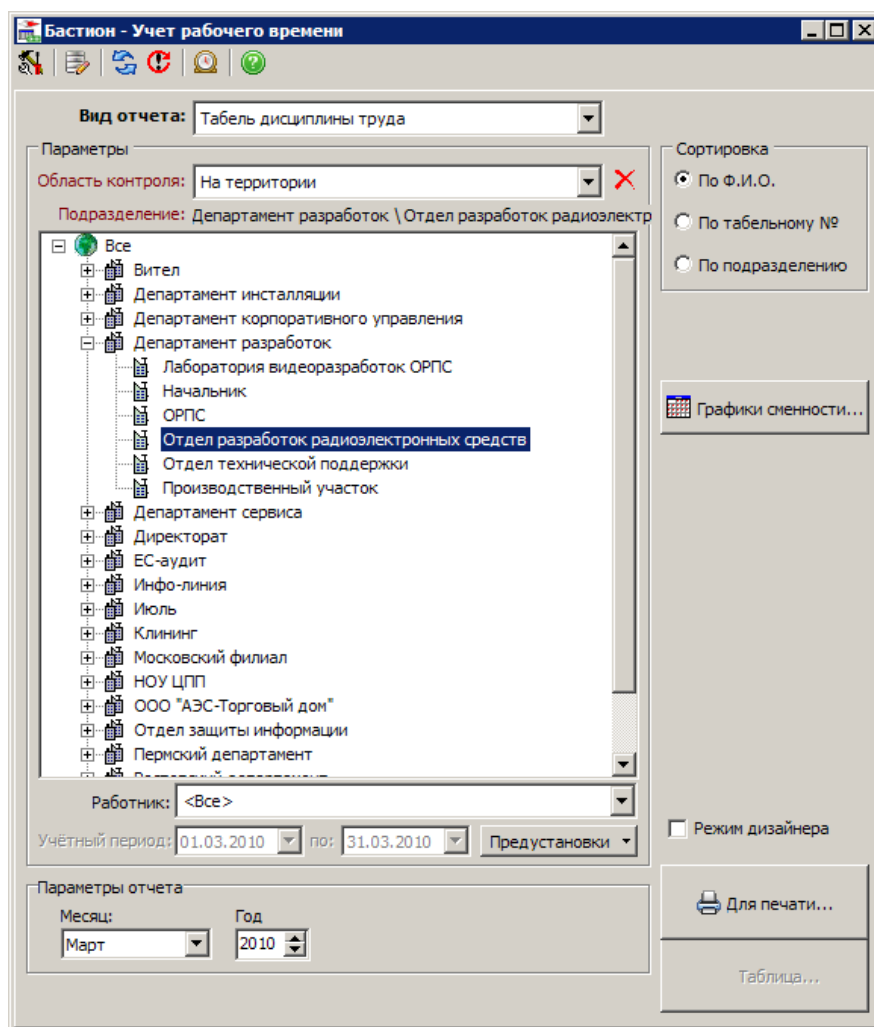 Бастион - Учет рабочего времени
Вид отчета: Табель дисциплины труда
Параметры
Область контроля: На территории
Подразделение: Департамент разработок \ Отдел разработок радиоэлектр
Все
Вител
Департамент инсталляции
Департамент корпоративного управления
Департамент разработок
Лаборатория видеоразработок ОРПС
Начальник
ОРПС
Отдел разработок радиоэлектронных средств
Отдел технической поддержки
Производственный участок
Департамент сервиса
Директорат
ЕС-аудит
Инфо-линия
Июль
Клининг
Московский филиал
НОУ ЦПП
ООО "АЭС-Торговый дом"
Отдел защиты информации
Пермский департамент
Работник: <Все>
Учётный период: 01.03.2010 по: 31.03.2010 Предустановки
Параметры отчета
Месяц: Год
Март 2010
Сортировка
По Ф.И.О.
По табельному №
По подразделению
Графики сменности...
Режим дизайнера
Для печати...
Таблица...